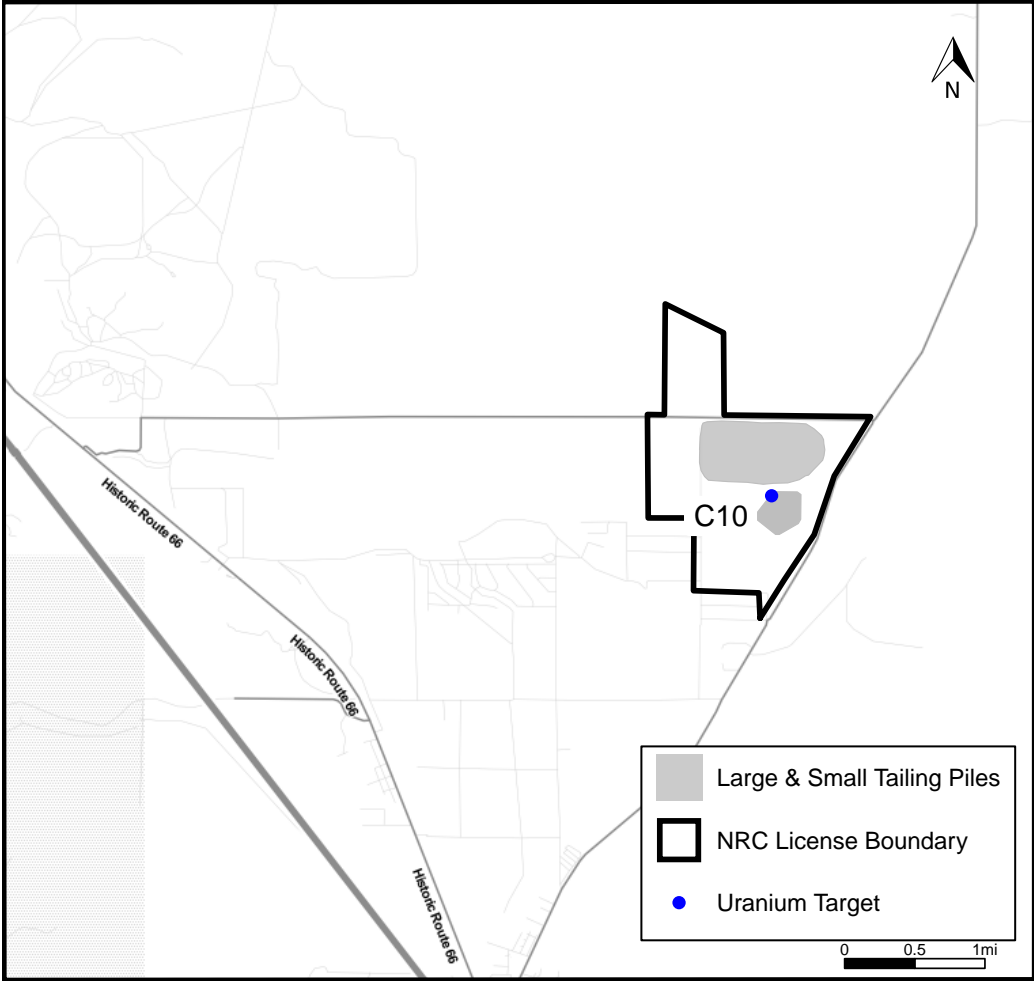 N
C10
Historic Route 66
Historic Route 66
Historic Route 66
Large & Small Tailing Piles
NRC License Boundary
Uranium Target
0 0.5 1mi